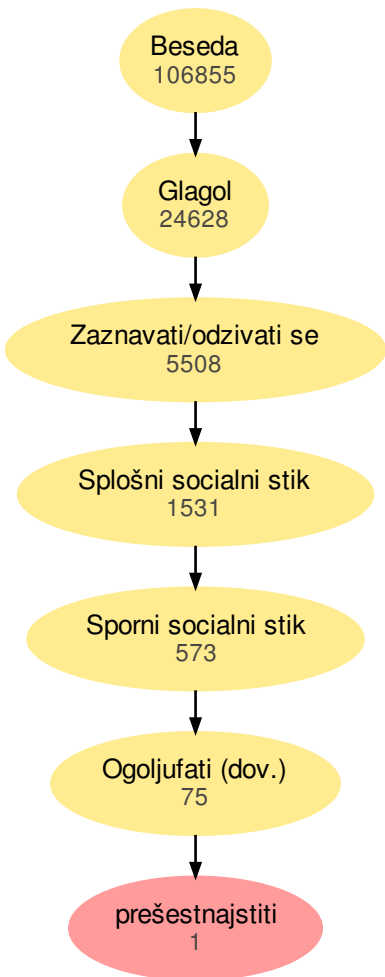 Beseda
106855
Glagol
24628
Zaznavati/odzivati se
5508
Splošni socialni stik
1531
Sporni socialni stik
573
Ogoljufati (dov.)
75
prešestnajstiti
1